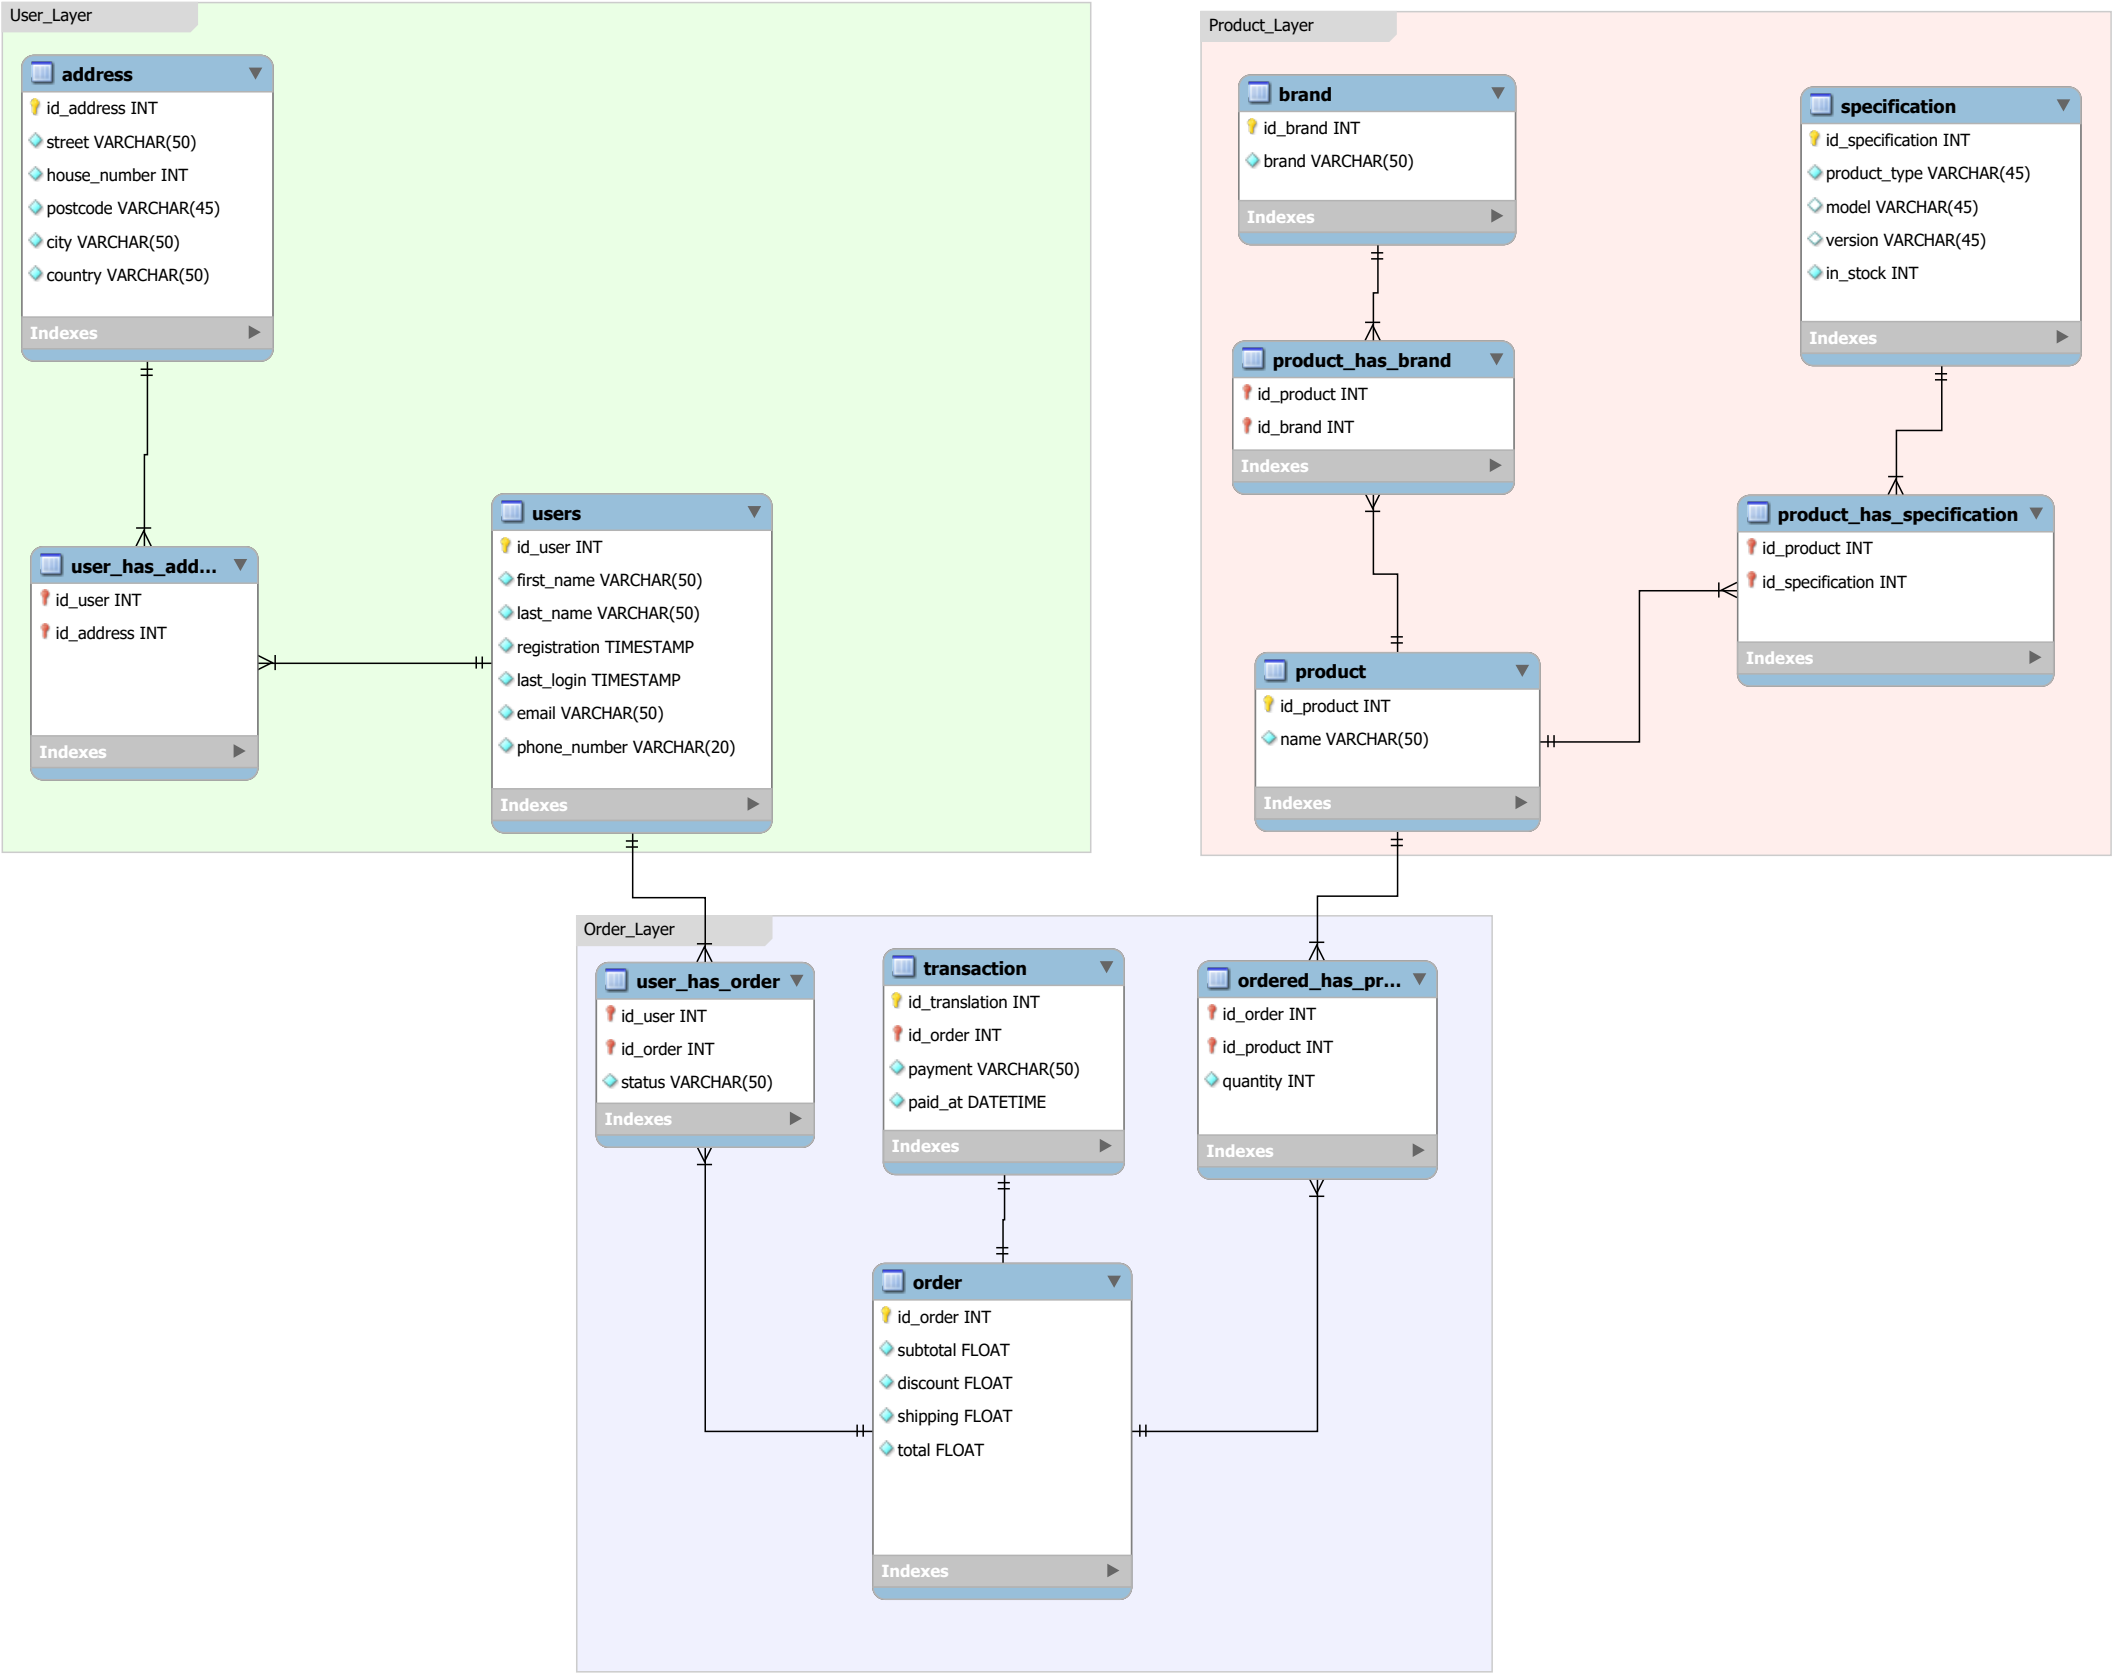 User_Layer
address
id_address INT
street VARCHAR(50)
house_number INT
postcode VARCHAR(45)
city VARCHAR(50)
country VARCHAR(50)
Indexes
user_has_add...
id_user INT
id_address INT
Indexes
users
id_user INT
first_name VARCHAR(50)
last_name VARCHAR(50)
registration TIMESTAMP
last_login TIMESTAMP
email VARCHAR(50)
phone_number VARCHAR(20)
Indexes
Product_Layer
brand
id_brand INT
brand VARCHAR(50)
Indexes
specification
id_specification INT
product_type VARCHAR(45)
model VARCHAR(45)
version VARCHAR(45)
in_stock INT
Indexes
product_has_brand
id_product INT
id_brand INT
Indexes
product_has_specification
id_product INT
id_specification INT
Indexes
product
id_product INT
name VARCHAR(50)
Indexes
Order_Layer
user_has_order
id_user INT
id_order INT
status VARCHAR(50)
Indexes
transaction
id_translation INT
id_order INT
payment VARCHAR(50)
paid_at DATETIME
Indexes
ordered_has_pr...
id_order INT
id_product INT
quantity INT
Indexes
order
id_order INT
subtotal FLOAT
discount FLOAT
shipping FLOAT
total FLOAT
Indexes